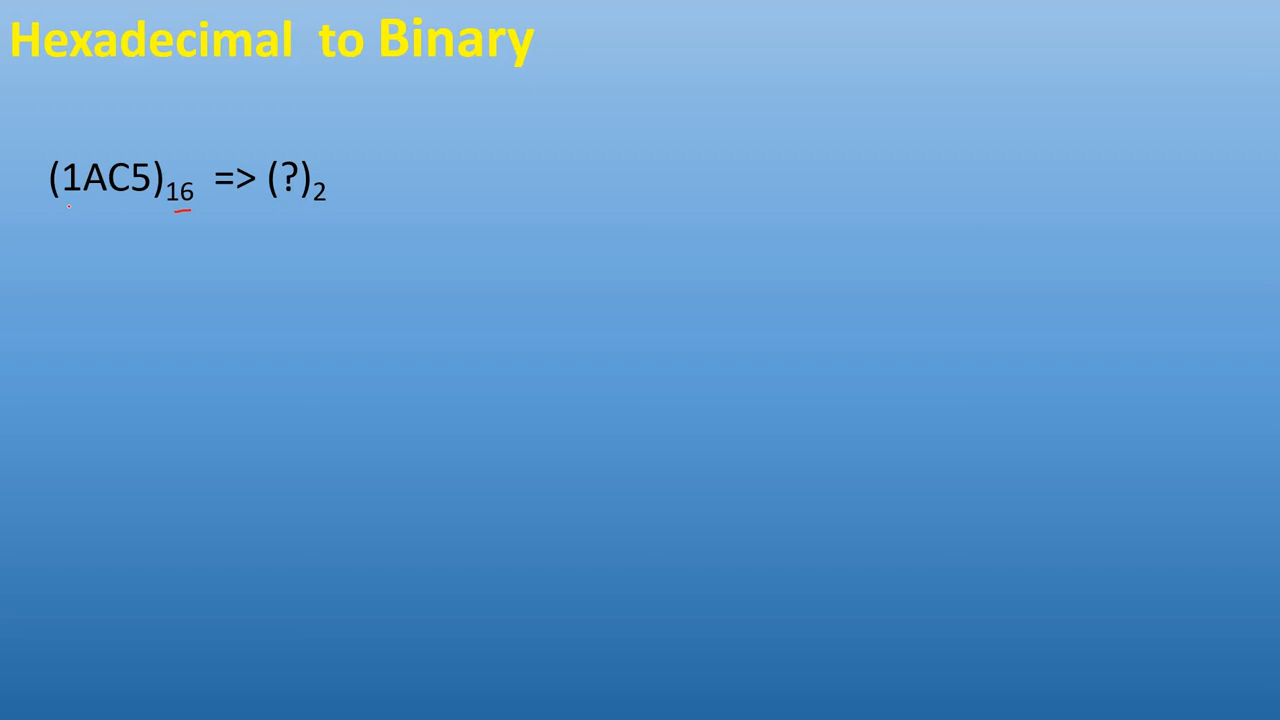 Hexadecimal to Binary
(1AC5)₁₆ => (?)₂